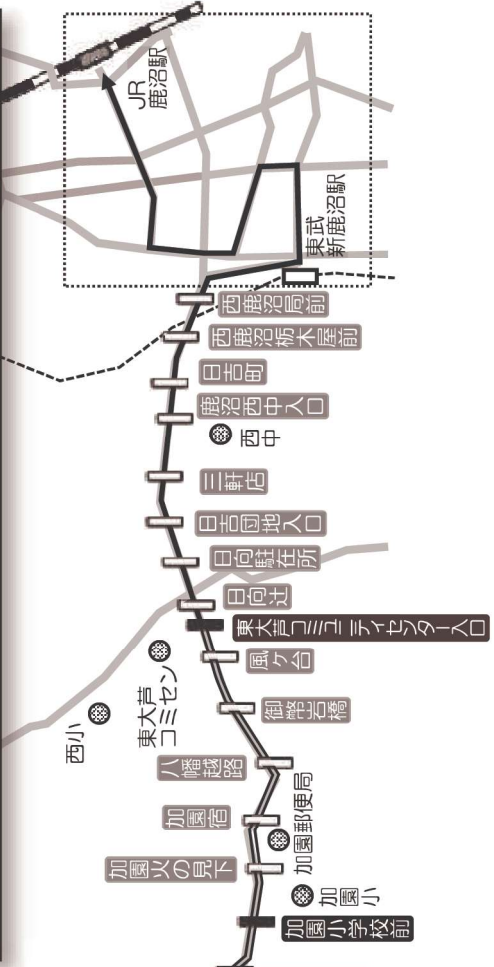 JR
鹿沼駅
東武
新鹿沼駅
西鹿沼局前
西鹿沼栃木屋前
日吉町
鹿沼西中入口
西中
三軒店
日吉団地入口
日向駐在所
日向辻
東大芦コミュニティセンター入口
風ケ台
東大芦
コミセン
西小
御幣岩橋
八幡越路
加園宿
加園郵便局
加園火の見下
加園小
加園小学校前